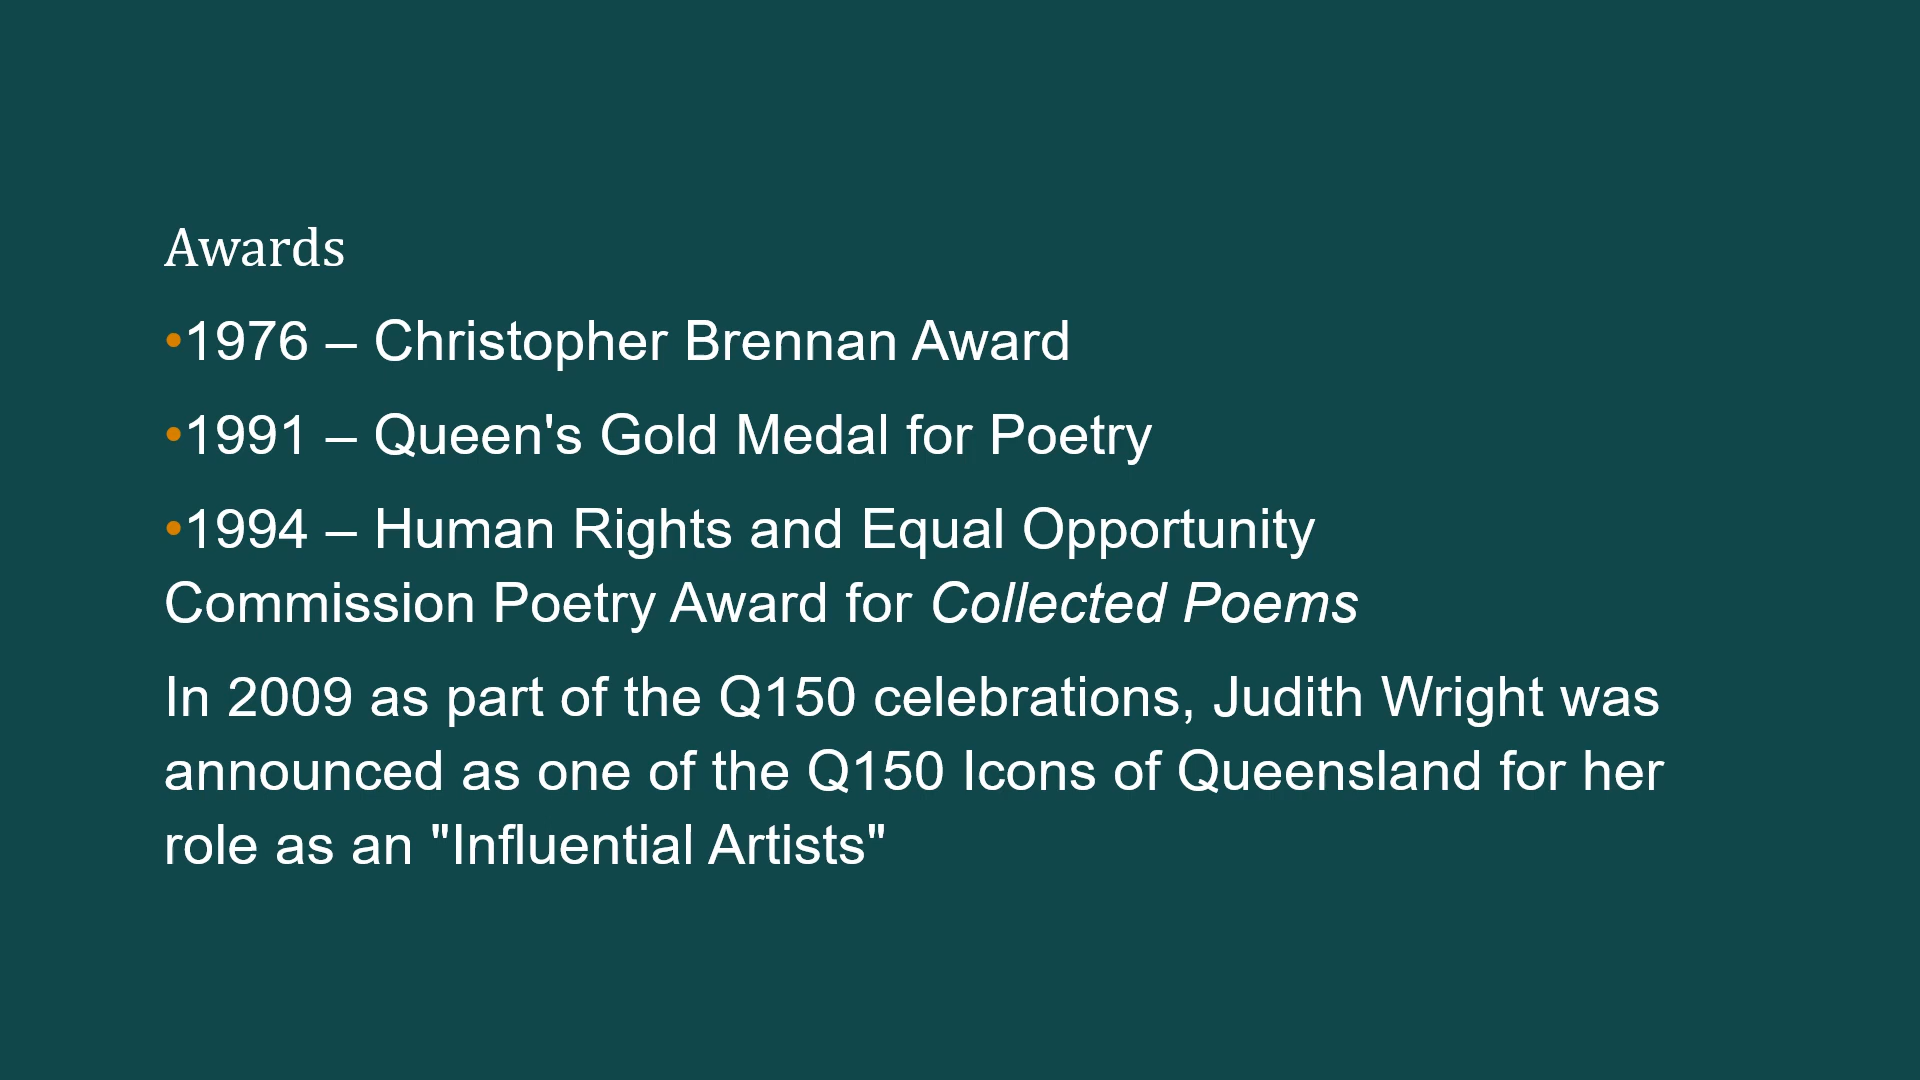 Awards
•1976 – Christopher Brennan Award
•1991 – Queen's Gold Medal for Poetry
•1994 – Human Rights and Equal Opportunity
Commission Poetry Award for Collected Poems
In 2009 as part of the Q150 celebrations, Judith Wright was
announced as one of the Q150 Icons of Queensland for her
role as an "Influential Artists"